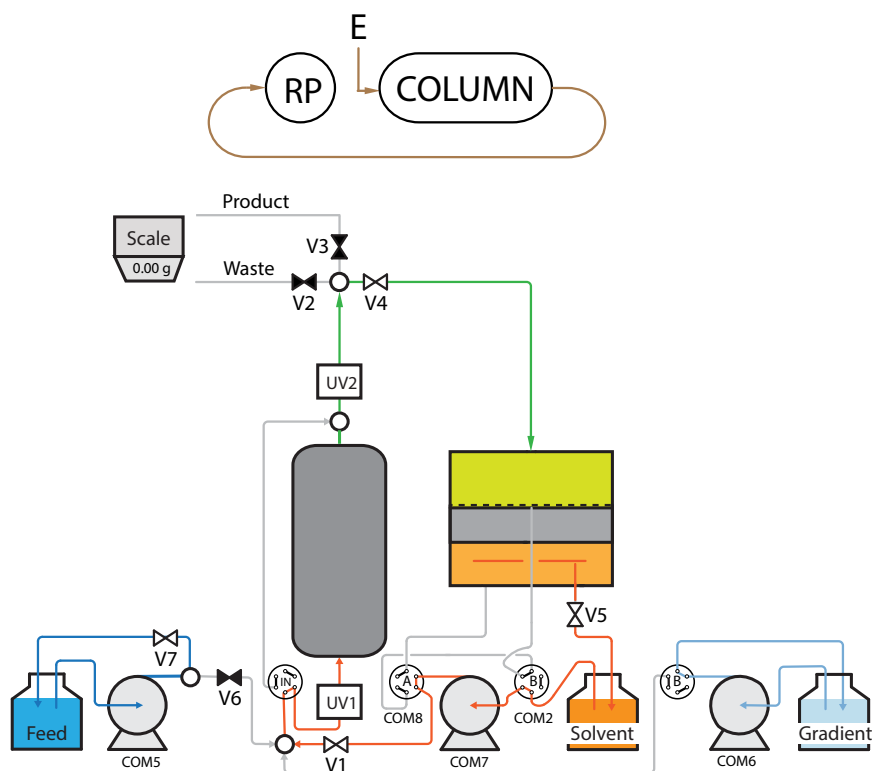 E
RP
COLUMN
Product
Scale
0.00 g
V3
Waste
V2
V4
UV2
V5
V7
V6
IN
A
B
B
UV1
COM8
COM2
Feed
Solvent
Gradient
COM5
V1
COM7
COM6